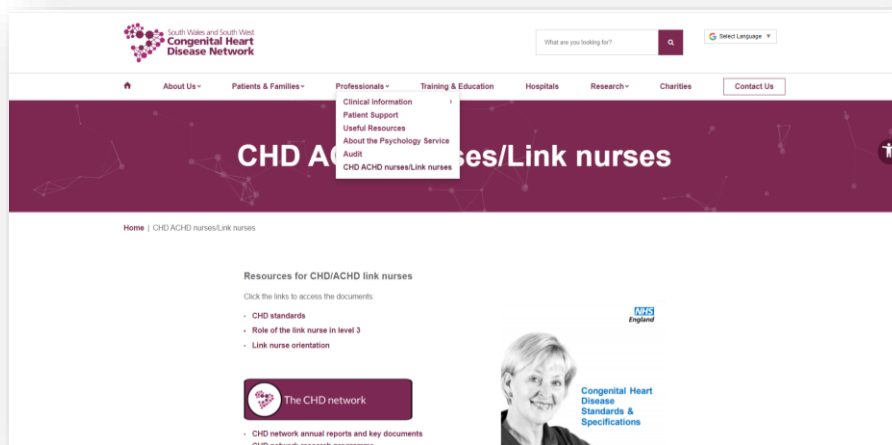 South Wales and South West
Congenital Heart
Disease Network
What are you looking for?
Select Language ▼
About Us
Patients & Families
Professionals
Training & Education
Hospitals
Research
Charities
Contact Us
Clinical Information
Patient Support
Useful Resources
About the Psychology Service
Audit
CHD ACHD nurses/Link nurses
CHD A ses/Link nurses
Home | CHD ACHD nurses/Link nurses
Resources for CHD/ACHD link nurses
Click the links to access the documents:
CHD standards
Role of the link nurse in level 3
Link nurse orientation
The CHD network
CHD network annual reports and key documents
CHD network research programme
NHS
England
Congenital Heart
Disease
Standards &
Specifications